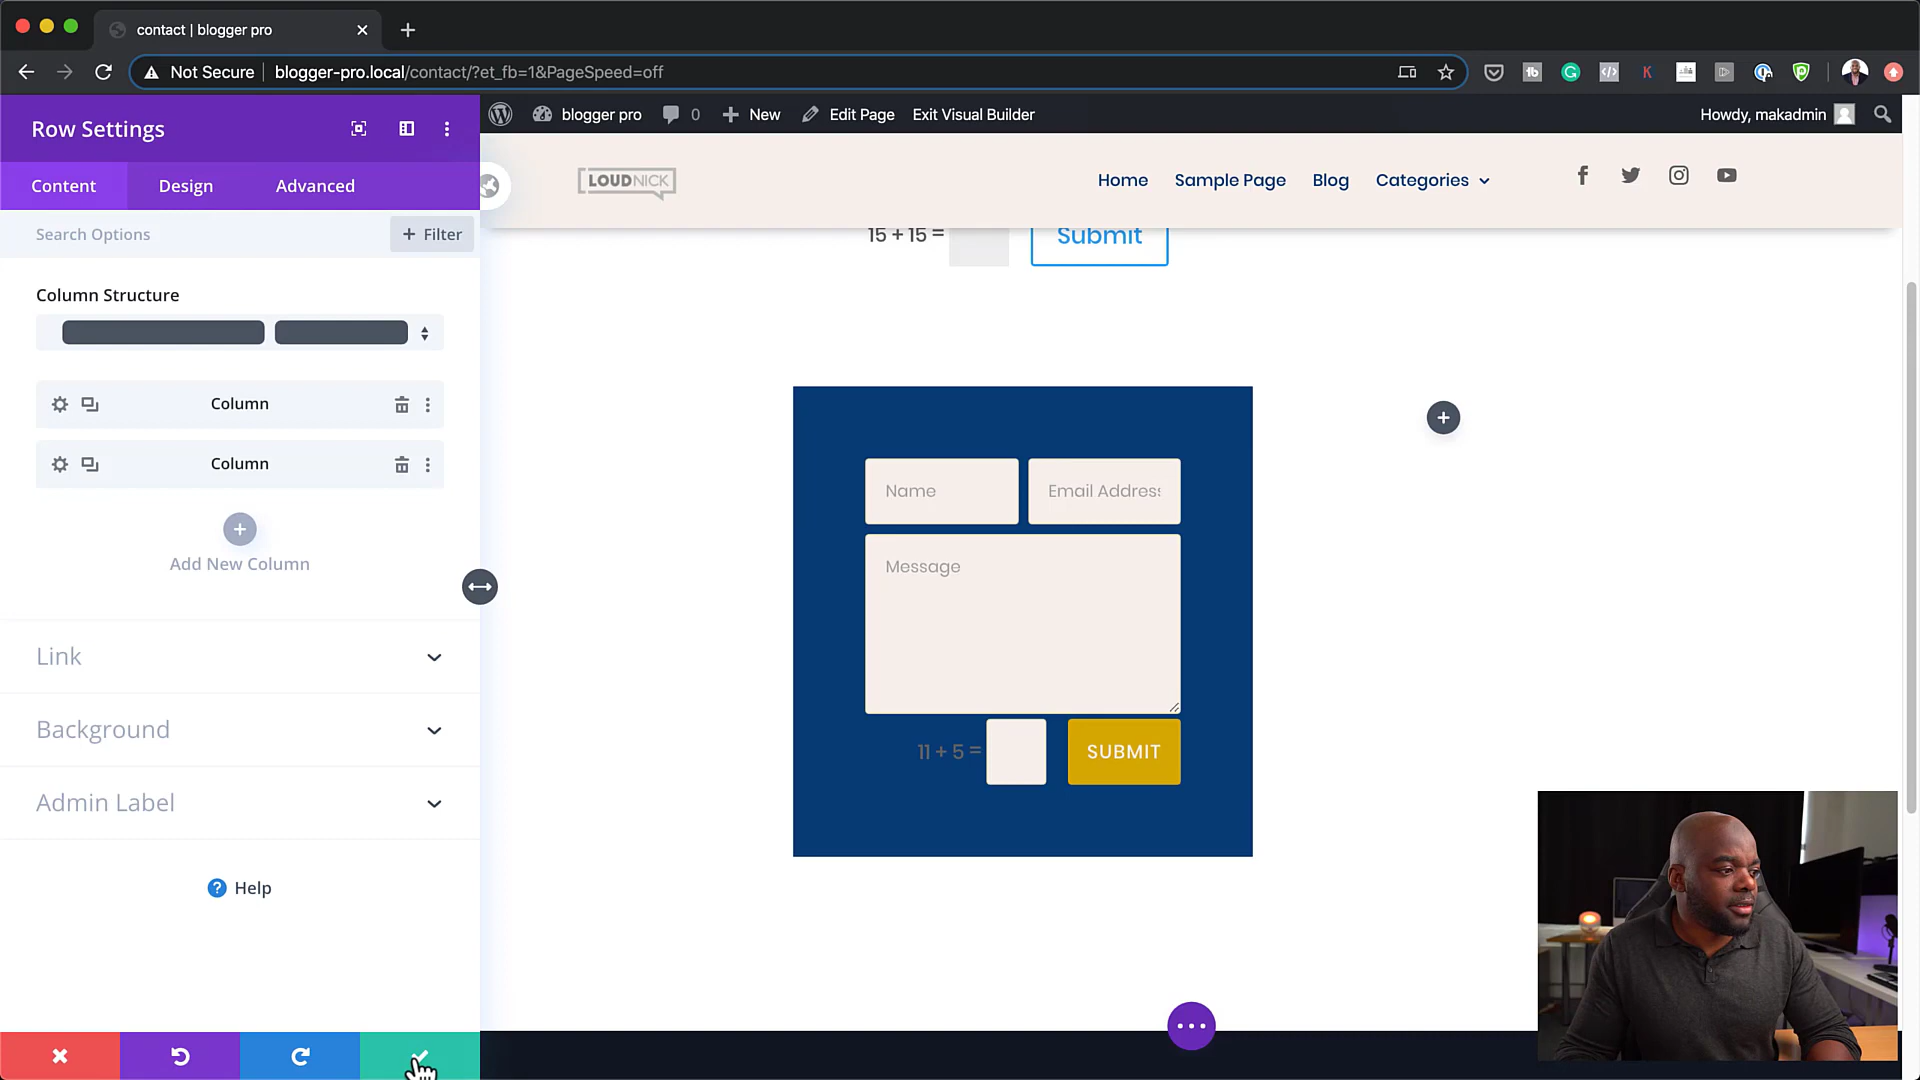 contact | blogger pro
Not Secure
blogger-pro.local/contact/?et_fb=1&PageSpeed=off
Row Settings
blogger pro
0
New
Edit Page
Exit Visual Builder
Howdy, makadmin
Content
Design
Advanced
LOUDNICK
Home
Sample Page
Blog
Categories
Search Options
+ Filter
15 + 15 =
Submit
Column Structure
Column
Column
Add New Column
Name
Email Address
Message
11 + 5 =
SUBMIT
Link
Background
Admin Label
Help